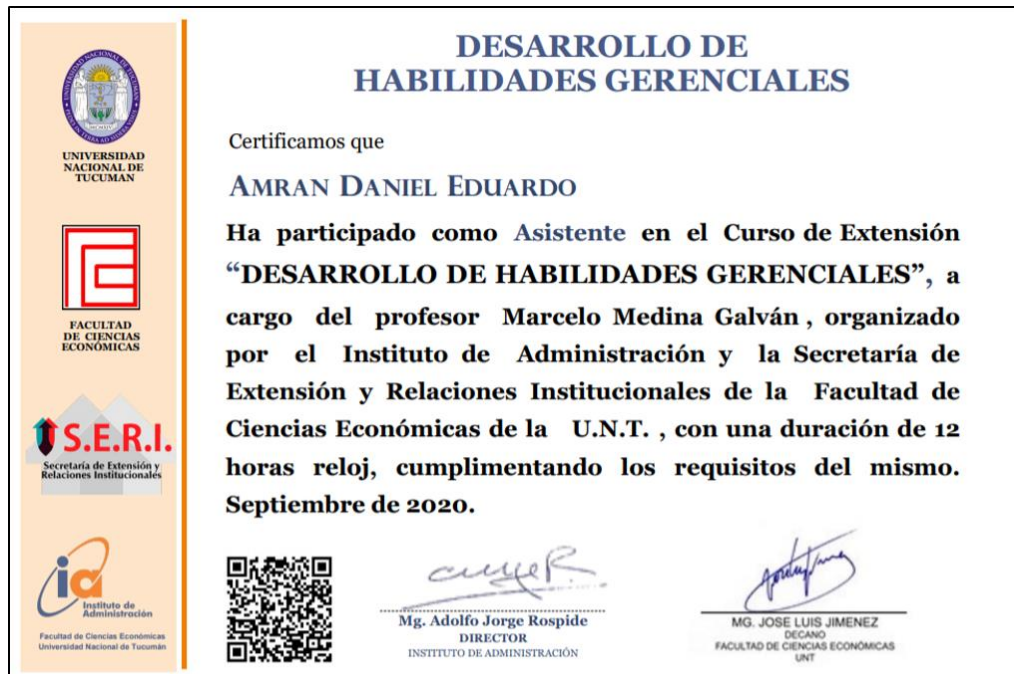 DESARROLLO DE
HABILIDADES GERENCIALES
UNIVERSIDAD
NACIONAL DE
TUCUMAN
FACULTAD
DE CIENCIAS
ECONÓMICAS
S.E.R.I.
Secretaría de Extensión y
Relaciones Institucionales
ia
Instituto de
Administración
Facultad de Ciencias Económicas
Universidad Nacional de Tucumán
Certificamos que
AMRAN DANIEL EDUARDO
Ha participado como Asistente en el Curso de Extensión
“DESARROLLO DE HABILIDADES GERENCIALES”, a
cargo del profesor Marcelo Medina Galván , organizado
por el Instituto de Administración y la Secretaría de
Extensión y Relaciones Institucionales de la Facultad de
Ciencias Económicas de la U.N.T. , con una duración de 12
horas reloj, cumplimentando los requisitos del mismo.
Septiembre de 2020.
Mg. Adolfo Jorge Rospide
DIRECTOR
INSTITUTO DE ADMINISTRACIÓN
MG. JOSE LUIS JIMENEZ
DECANO
FACULTAD DE CIENCIAS ECONÓMICAS
UNT